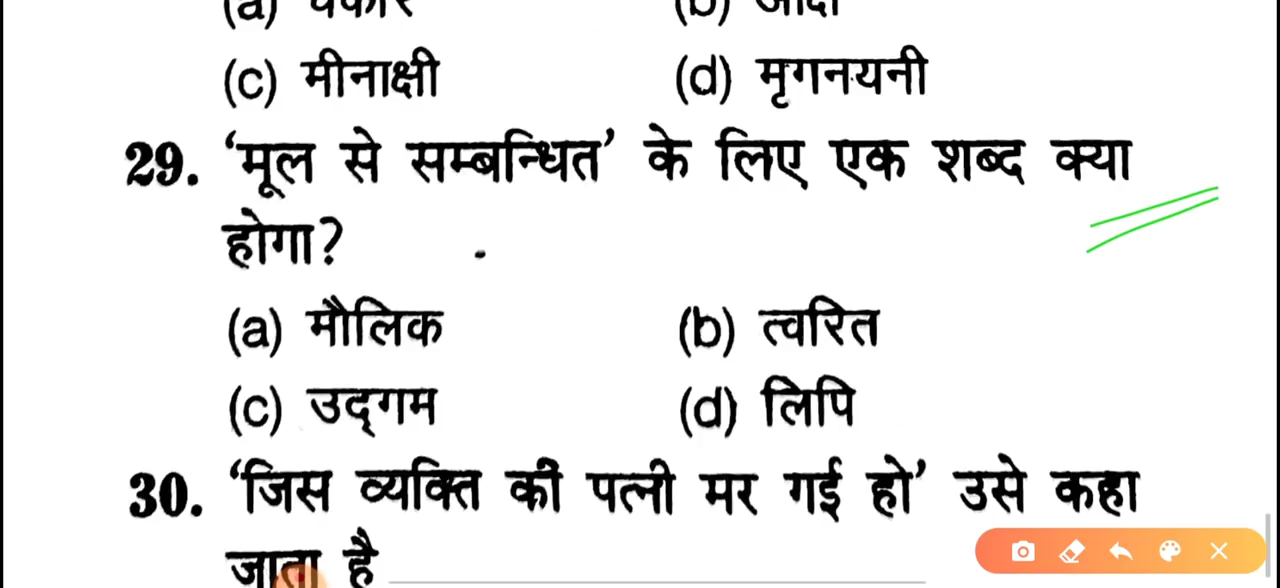 (c) मीनाक्षी (d) मृगनयनी
29. ‘मूल से सम्बन्धित’ के लिए एक शब्द क्या
होगा?
(a) मौलिक (b) त्वरित
(c) उद्गम (d) लिपि
30. ‘जिस व्यक्ति की पत्नी मर गई हो’ उसे कहा
जाता है